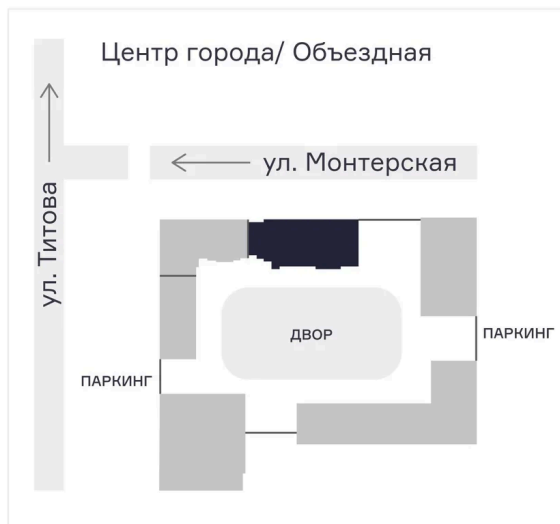 Центр города/ Объездная
ул. Монтерская
ул. Титова
ДВОР
ПАРКИНГ
ПАРКИНГ